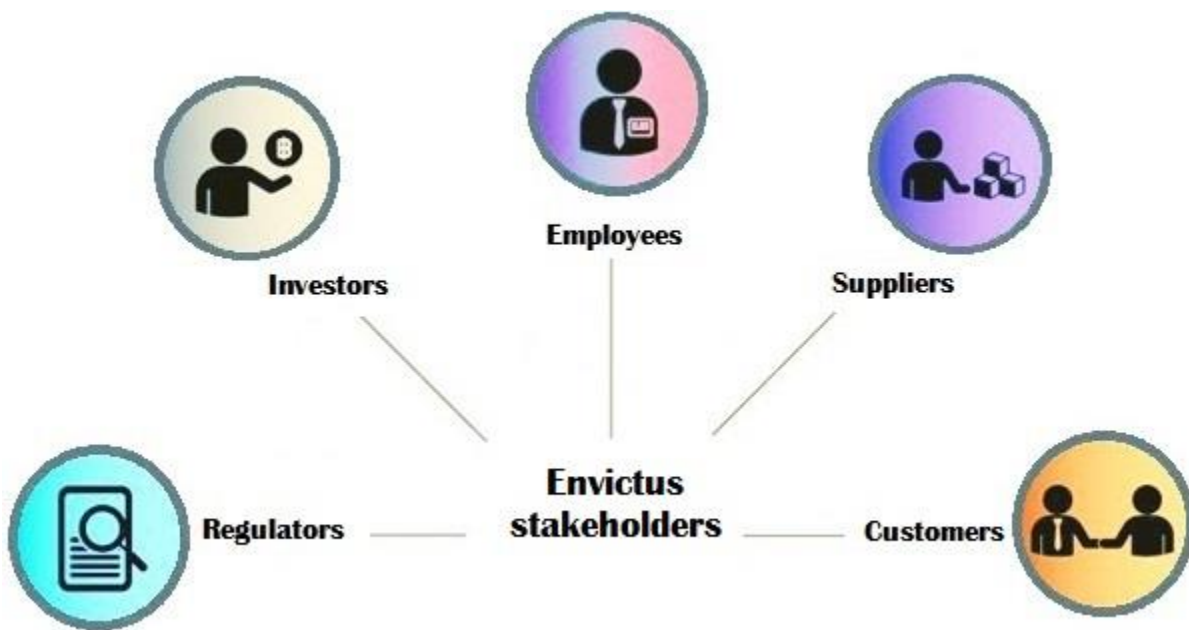 Employees
Investors
Suppliers
Envictus
stakeholders
Regulators
Customers